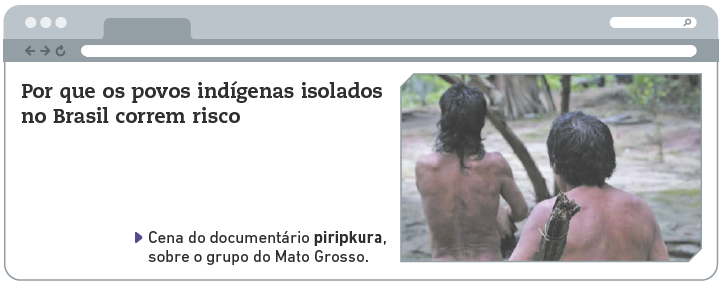 Por que os povos indígenas isolados
no Brasil correm risco
Cena do documentário piripkura,
sobre o grupo do Mato Grosso.